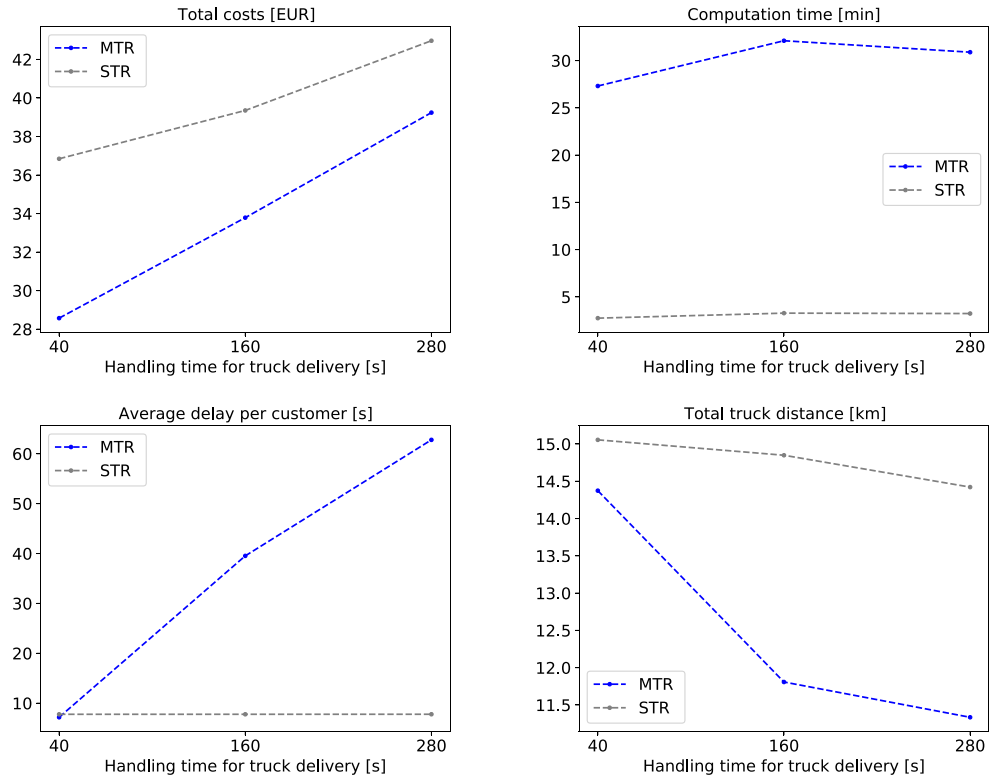 Total costs [EUR]
42
40
38
36
34
32
30
28
MTR
STR
40
160
280
Handling time for truck delivery [s]
Computation time [min]
30
25
20
15
10
5
MTR
STR
40
160
280
Handling time for truck delivery [s]
Average delay per customer [s]
60
50
40
30
20
10
MTR
STR
40
160
280
Handling time for truck delivery [s]
Total truck distance [km]
15.0
14.5
14.0
13.5
13.0
12.5
12.0
11.5
MTR
STR
40
160
280
Handling time for truck delivery [s]